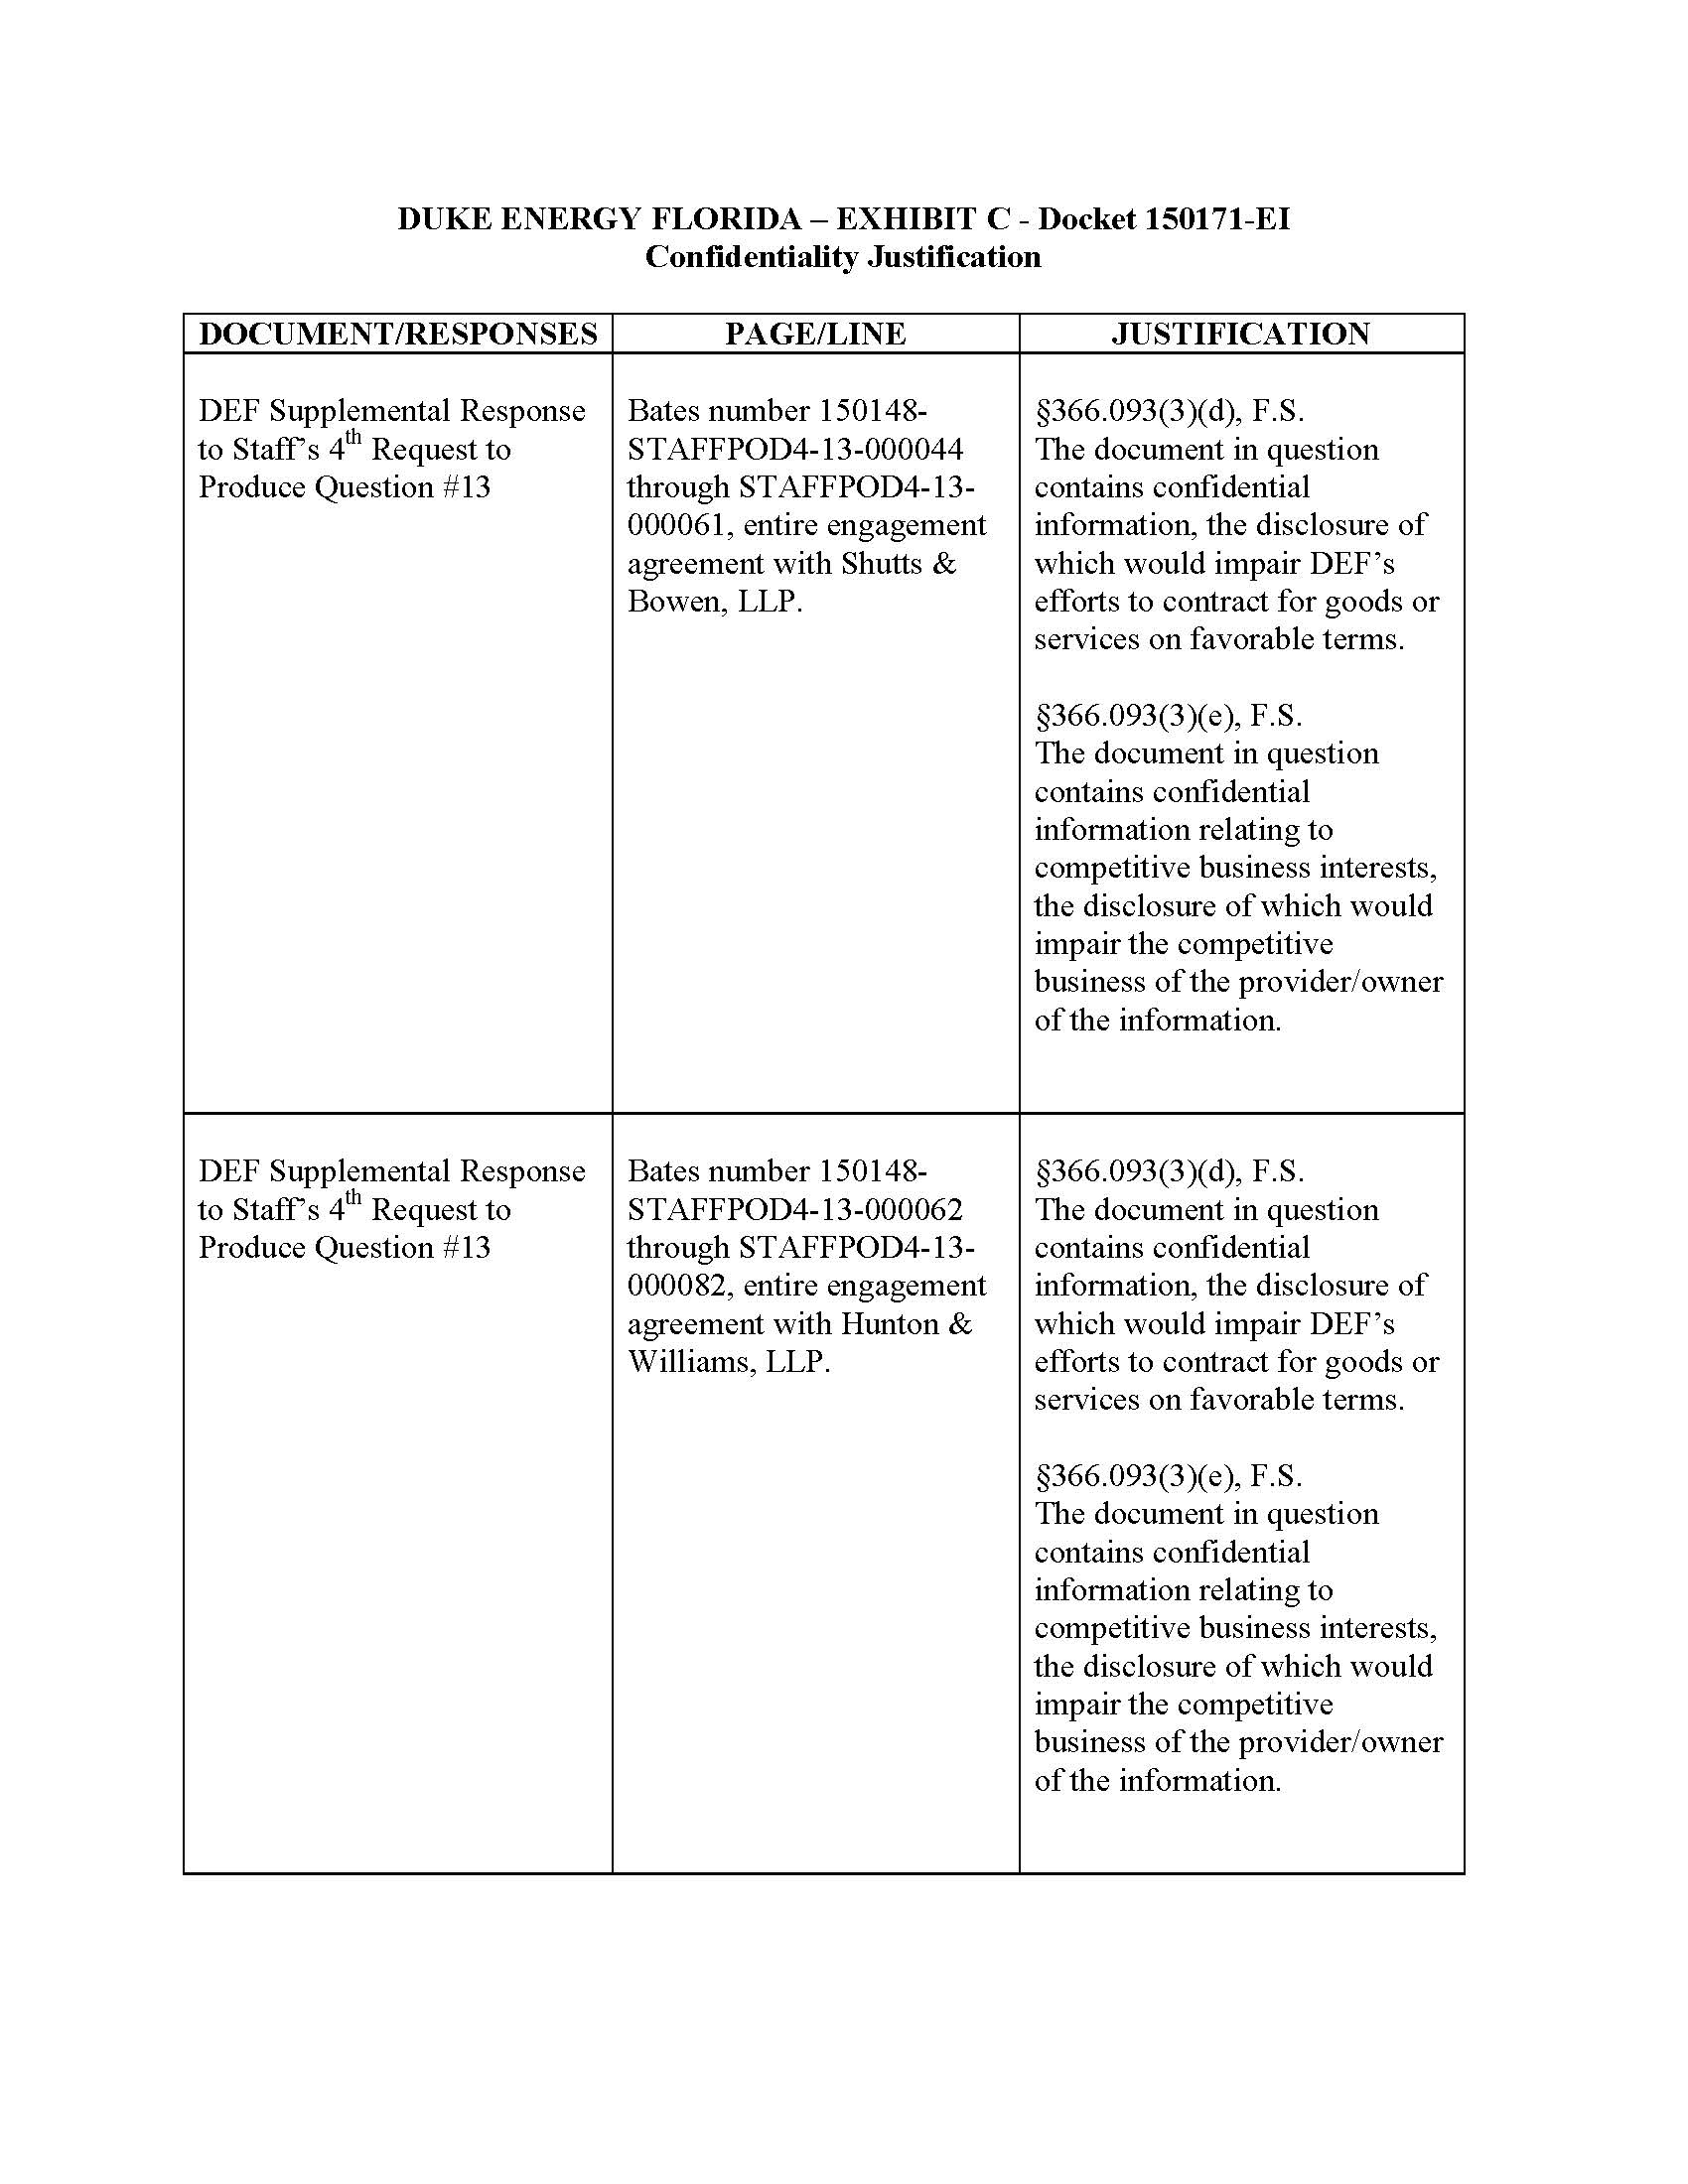 DUKE ENERGY FLORIDA – EXHIBIT C - Docket 150171-EI
Confidentiality Justification
DOCUMENT/RESPONSES PAGE/LINE JUSTIFICATION
DEF Supplemental Response
to Staff’s 4th Request to
Produce Question #13
Bates number 150148-
STAFFPOD4-13-000044
through STAFFPOD4-13-
000061, entire engagement
agreement with Shutts &
Bowen, LLP.
§366.093(3)(d), F.S.
The document in question
contains confidential
information, the disclosure of
which would impair DEF’s
efforts to contract for goods or
services on favorable terms.
§366.093(3)(e), F.S.
The document in question
contains confidential
information relating to
competitive business interests,
the disclosure of which would
impair the competitive
business of the provider/owner
of the information.
DEF Supplemental Response
to Staff’s 4th Request to
Produce Question #13
Bates number 150148-
STAFFPOD4-13-000062
through STAFFPOD4-13-
000082, entire engagement
agreement with Hunton &
Williams, LLP.
§366.093(3)(d), F.S.
The document in question
contains confidential
information, the disclosure of
which would impair DEF’s
efforts to contract for goods or
services on favorable terms.
§366.093(3)(e), F.S.
The document in question
contains confidential
information relating to
competitive business interests,
the disclosure of which would
impair the competitive
business of the provider/owner
of the information.